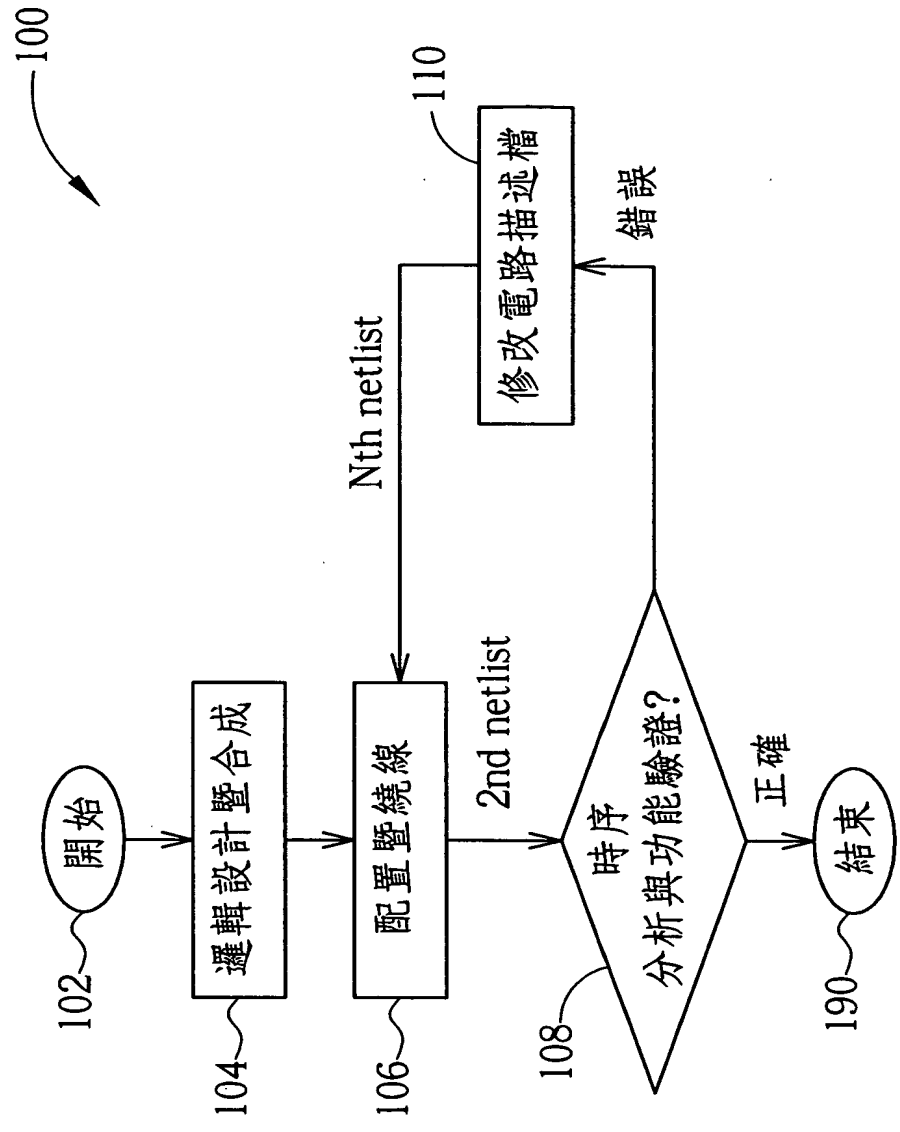 100
開始
102
邏輯設計暨合成
104
配置暨繞線
106
Nth netlist
2nd netlist
110
修改電路描述檔
時序
分析與功能驗證?
108
錯誤
正確
結束
190